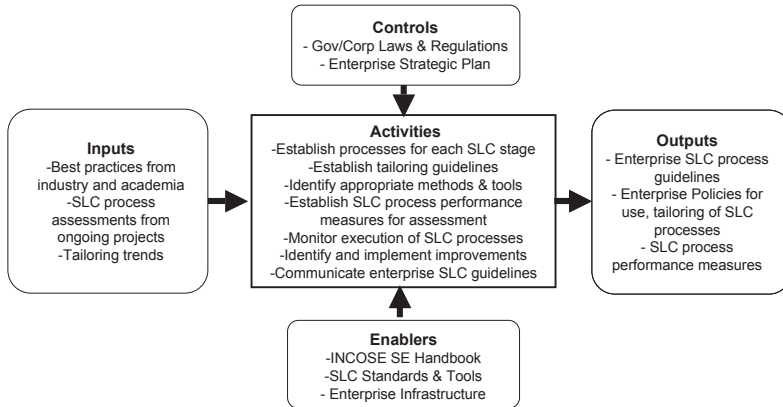 Controls
- Gov/Corp Laws & Regulations
- Enterprise Strategic Plan
Inputs
-Best practices from
industry and academia
-SLC process
assessments from
ongoing projects
-Tailoring trends
Activities
-Establish processes for each SLC stage
-Establish tailoring guidelines
-Identify appropriate methods & tools
-Establish SLC process performance
measures for assessment
-Monitor execution of SLC processes
-Identify and implement improvements
-Communicate enterprise SLC guidelines
Outputs
- Enterprise SLC process
guidelines
- Enterprise Policies for
use, tailoring of SLC
processes
- SLC process
performance measures
Enablers
-INCOSE SE Handbook
-SLC Standards & Tools
- Enterprise Infrastructure